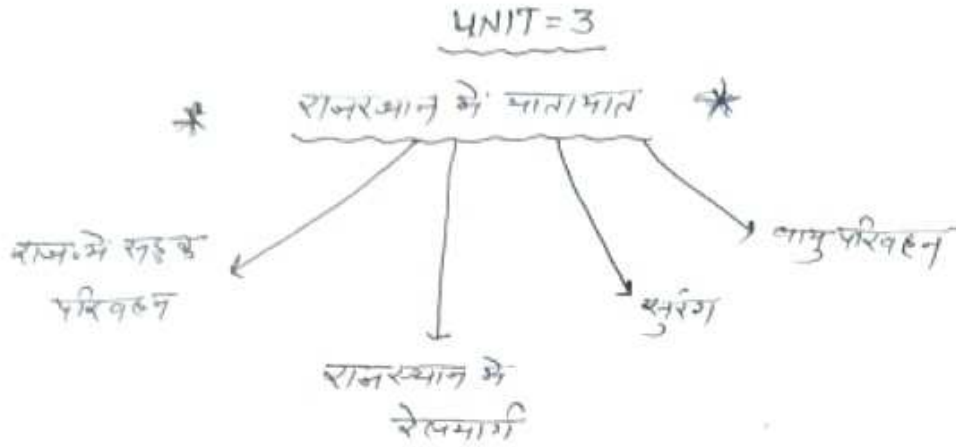 UNIT = 3
* राजस्थान में यातायात *
राज. में सड़के
परिवहन
राजस्थान में
रेलमार्ग
सुरंग
वायु परिवहन